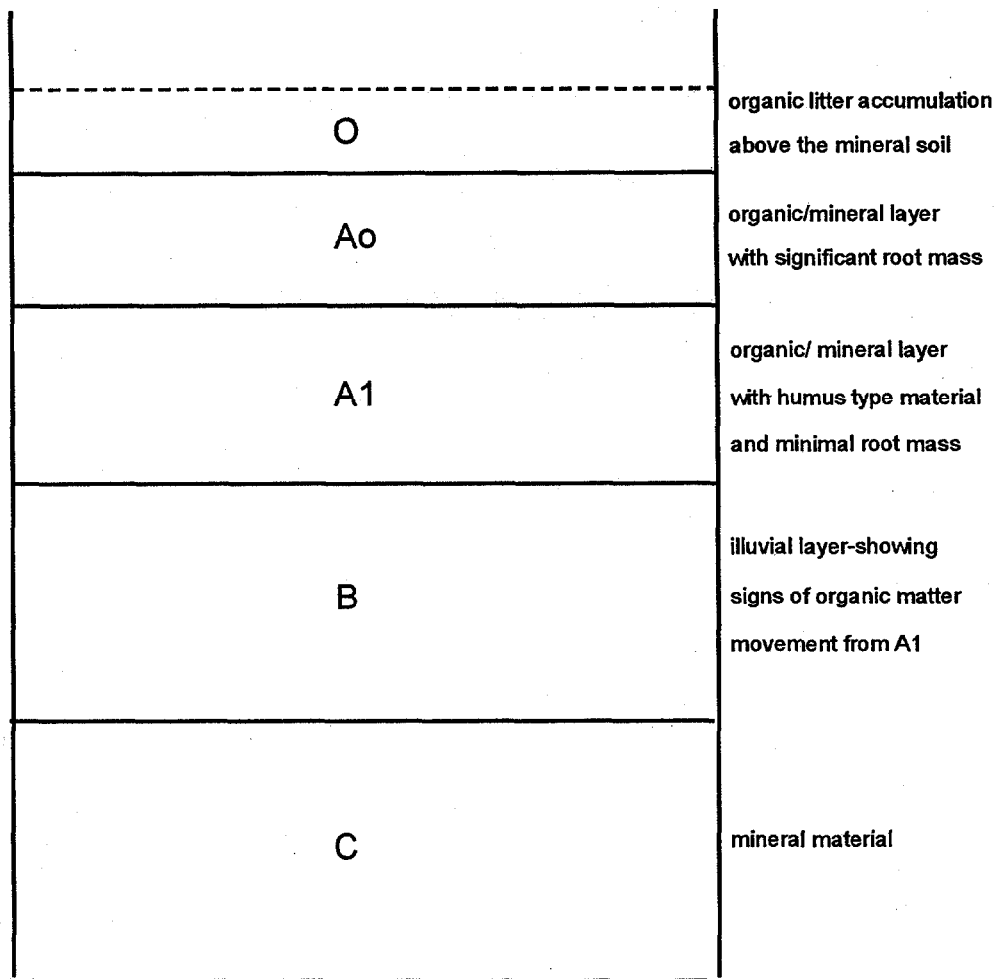 O
organic litter accumulation
above the mineral soil
Ao
organic/mineral layer
with significant root mass
A1
organic/ mineral layer
with humus type material
and minimal root mass
B
illuvial layer-showing
signs of organic matter
movement from A1
C
mineral material